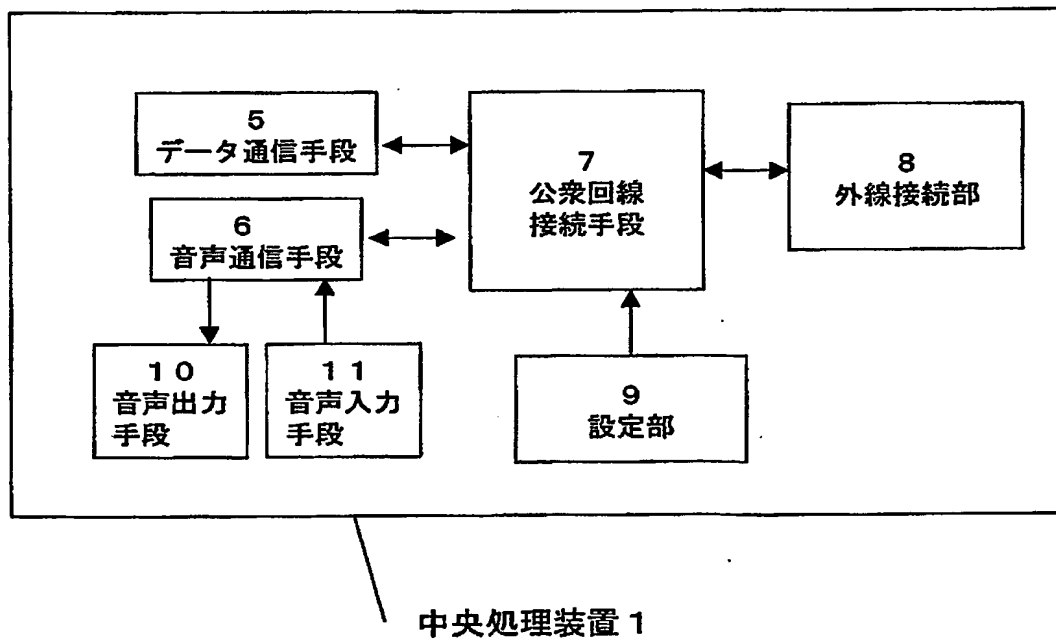 ５
データ通信手段
６
音声通信手段
７
公衆回線
接続手段
８
外線接続部
９
設定部
１０
音声出力
手段
１１
音声入力
手段
中央処理装置１